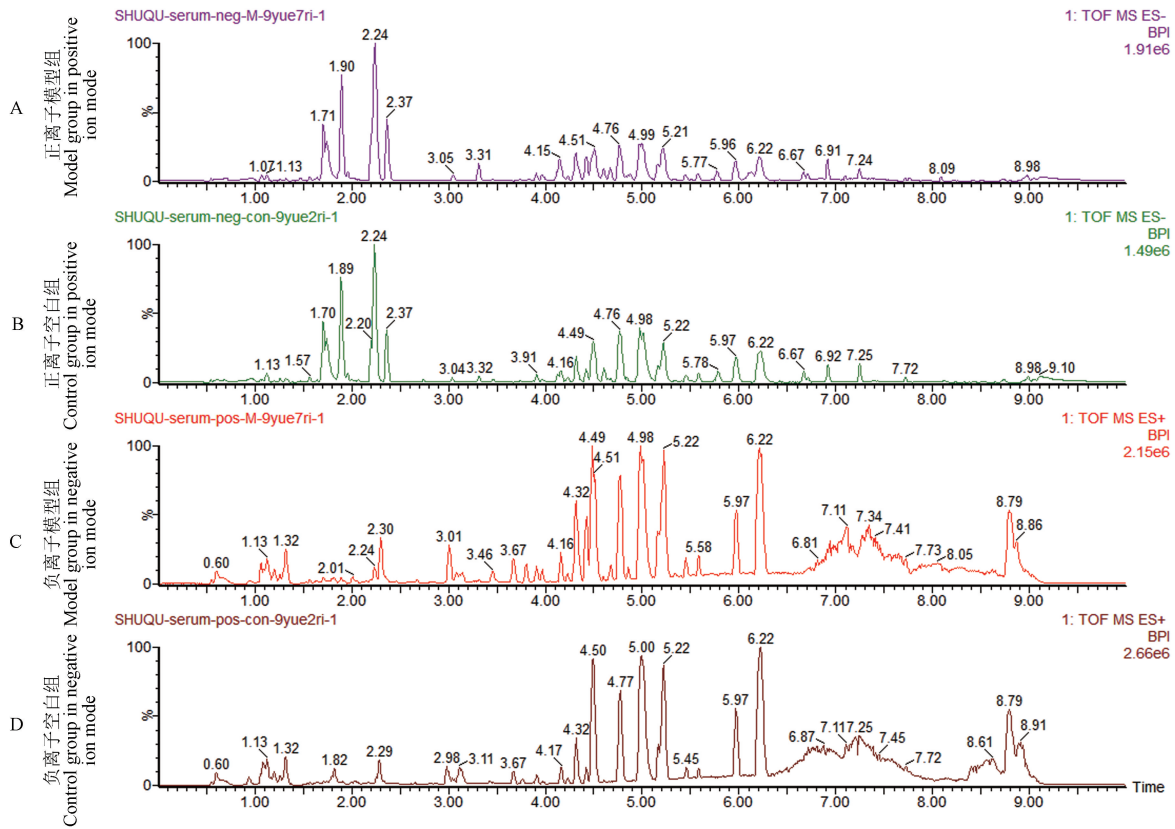 A
正离子模型组
Model group in positive
ion mode
SHUQU-serum-neg-M-9yue7ri-1
1: TOF MS ES-
BPI
1.91e6
100
%
0
2.24
1.90
1.71
2.37
1.07
1.13
3.05
3.31
4.15
4.51
4.76
4.99
5.21
5.77
5.96
6.22
6.67
6.91
7.24
8.09
8.98
1.00 2.00 3.00 4.00 5.00 6.00 7.00 8.00 9.00
B
正离子空白组
Control group in positive
ion mode
SHUQU-serum-neg-con-9yue2ri-1
1: TOF MS ES-
BPI
1.49e6
100
%
0
2.24
1.89
1.70
2.20
2.37
1.13
1.57
3.04
3.32
3.91
4.16
4.49
4.76
4.98
5.22
5.78
5.97
6.22
6.67
6.92
7.25
7.72
8.98
9.10
1.00 2.00 3.00 4.00 5.00 6.00 7.00 8.00 9.00
C
负离子模型组
Model group in negative
ion mode
SHUQU-serum-pos-M-9yue7ri-1
1: TOF MS ES+
BPI
2.15e6
100
%
0
0.60
1.13
1.32
2.01
2.24
2.30
3.01
3.46
3.67
4.16
4.32
4.49
4.51
4.98
5.22
5.58
5.97
6.22
6.81
7.11
7.34
7.41
7.73
8.05
8.79
8.86
1.00 2.00 3.00 4.00 5.00 6.00 7.00 8.00 9.00
D
负离子空白组
Control group in negative
ion mode
SHUQU-serum-pos-con-9yue2ri-1
1: TOF MS ES+
BPI
2.66e6
100
%
0
0.60
1.13
1.32
1.82
2.29
2.98
3.11
3.67
4.17
4.32
4.50
4.77
5.00
5.22
5.45
5.97
6.22
6.87
7.11
7.25
7.45
7.72
8.61
8.79
8.91
Time
1.00 2.00 3.00 4.00 5.00 6.00 7.00 8.00 9.00